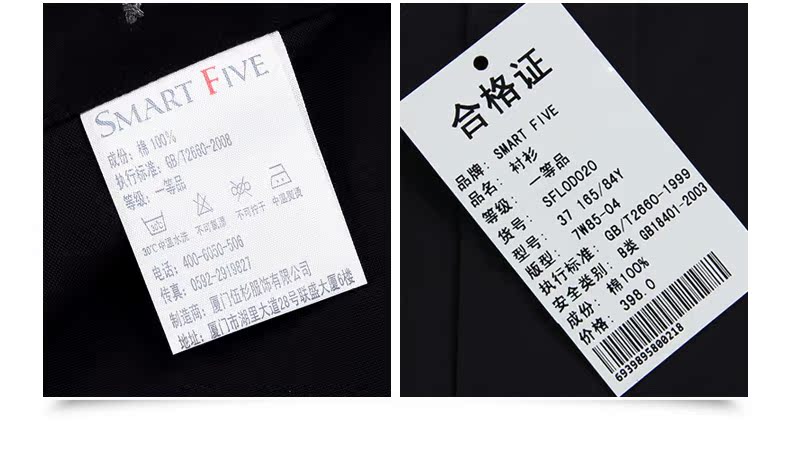 SMART FIVE
成份: 棉100%
执行标准: GB/T2660-2008
等级: 一等品
30℃中温水洗 不可氯漂 不可拧干 中温熨烫
电话: 400-6050-506
传真: 0592-2919827
制造商: 厦门伍杉服饰有限公司
地址: 厦门市湖里大道28号联盛大厦6楼
合格证
品牌: SMART FIVE
品名: 衬衫
等级: 一等品
货号: SFL0D020
型号: 37 165/84Y
版型: 7W85-04
执行标准: GB/T2660-1999
安全类别: B类 GB18401-2003
成份: 棉100%
价格: 398.0
6939895800218